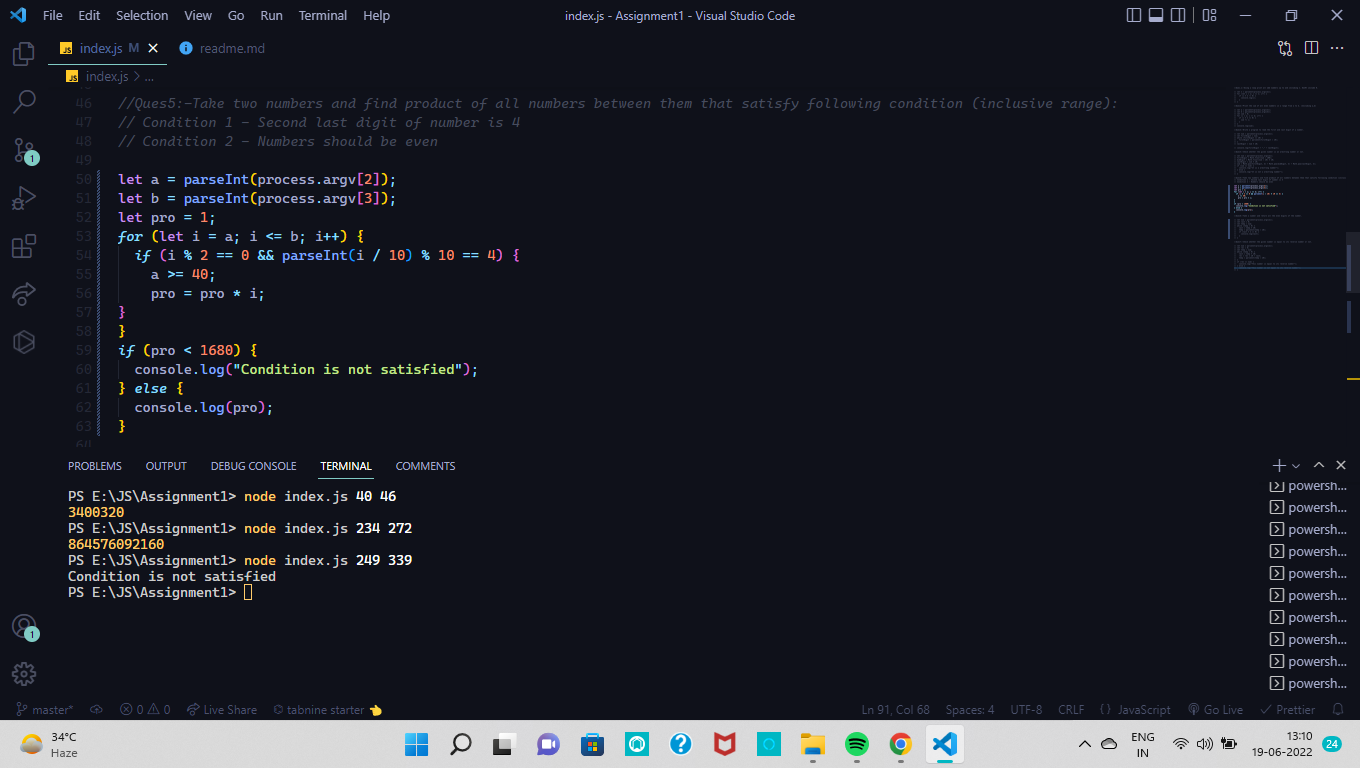 File Edit Selection View Go Run Terminal Help
index.js - Assignment1 - Visual Studio Code
JS index.js M
readme.md
JS index.js > ...
46 //Ques5:-Take two numbers and find product of all numbers between them that satisfy following condition (inclusive range):
47 // Condition 1 - Second last digit of number is 4
48 // Condition 2 - Numbers should be even
49
50 let a = parseInt(process.argv[2]);
51 let b = parseInt(process.argv[3]);
52 let pro = 1;
53 for (let i = a; i <= b; i++) {
54 if (i % 2 == 0 && parseInt(i / 10) % 10 == 4) {
55 a >= 40;
56 pro = pro * i;
57 }
58 }
59 if (pro < 1680) {
60 console.log("Condition is not satisfied");
61 } else {
62 console.log(pro);
63 }
64
1
PROBLEMS OUTPUT DEBUG CONSOLE TERMINAL COMMENTS
PS E:\JS\Assignment1> node index.js 40 46
3400320
PS E:\JS\Assignment1> node index.js 234 272
864576092160
PS E:\JS\Assignment1> node index.js 249 339
Condition is not satisfied
PS E:\JS\Assignment1>
powersh...
powersh...
powersh...
powersh...
powersh...
powersh...
powersh...
powersh...
powersh...
powersh...
1
master* 0 0 Live Share tabnine starter
Ln 91, Col 68 Spaces: 4 UTF-8 CRLF {} JavaScript Go Live Prettier
34°C
Haze
ENG
IN
13:10
19-06-2022
24